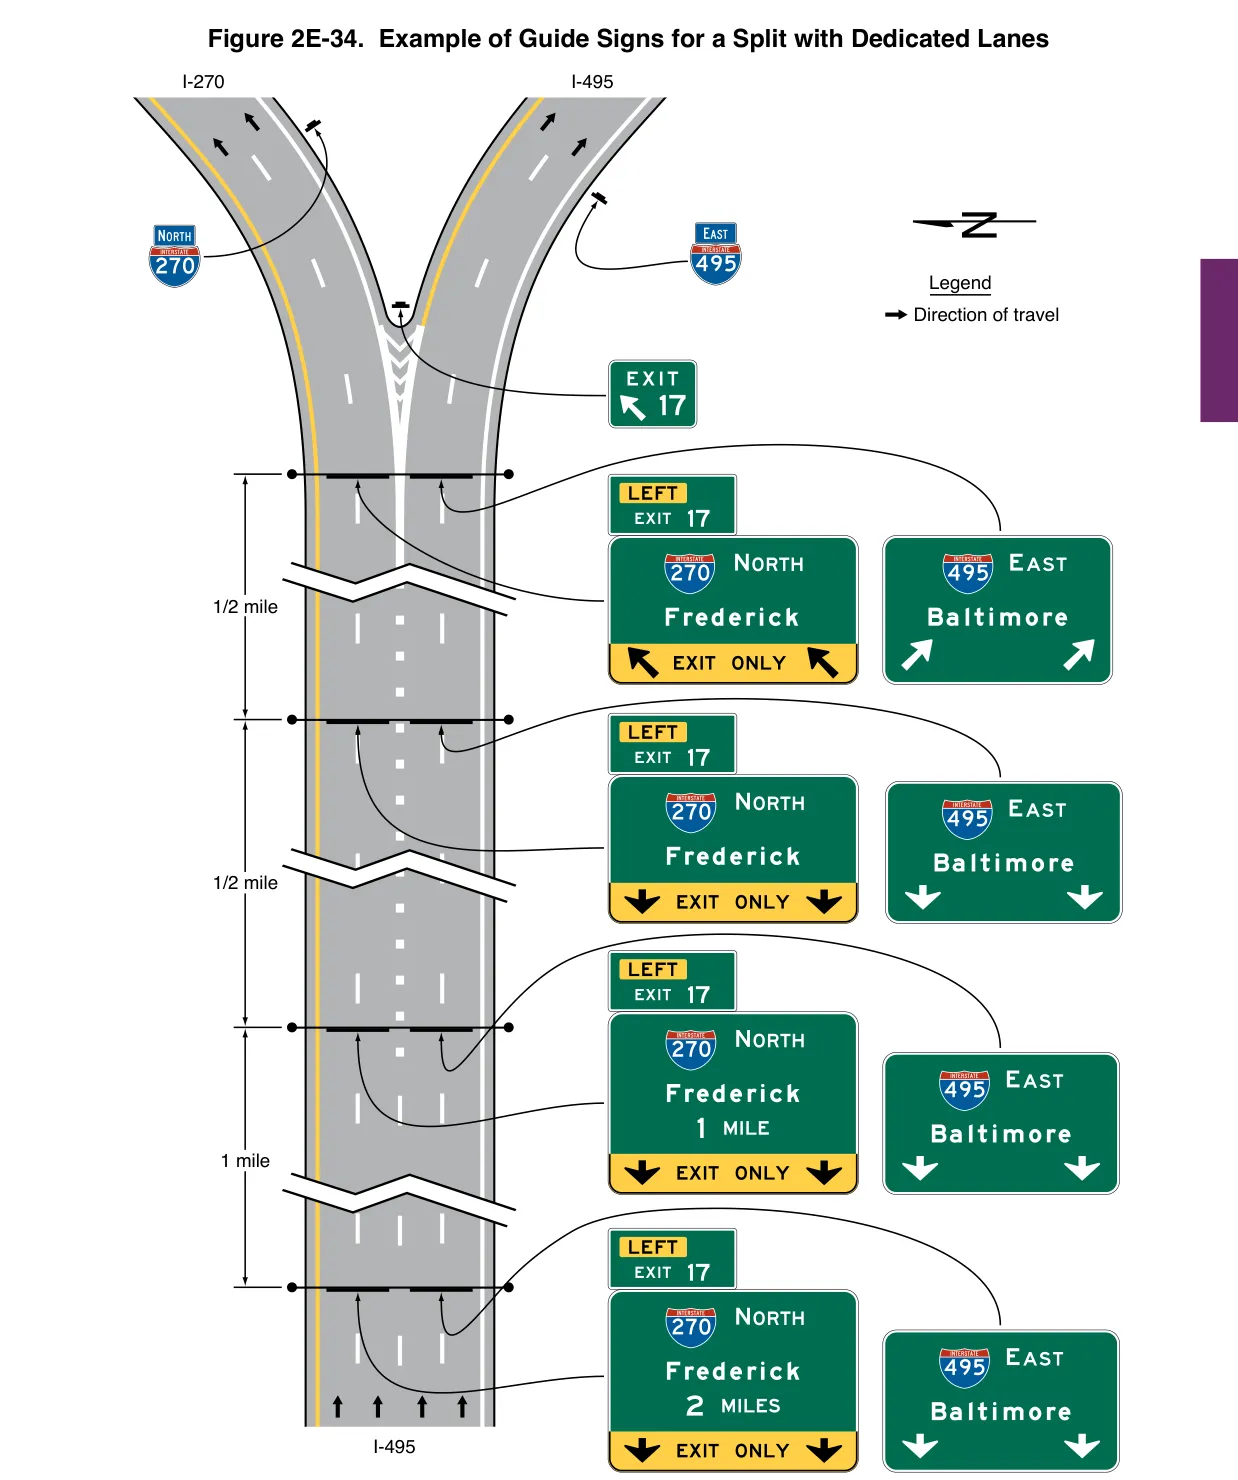 Figure 2E-34. Example of Guide Signs for a Split with Dedicated Lanes
I-270
I-495
NORTH
INTERSTATE
270
EAST
INTERSTATE
495
N
Legend
Direction of travel
EXIT
17
LEFT
EXIT 17
INTERSTATE
270 NORTH
Frederick
EXIT ONLY
INTERSTATE
495 EAST
Baltimore
1/2 mile
LEFT
EXIT 17
INTERSTATE
270 NORTH
Frederick
EXIT ONLY
INTERSTATE
495 EAST
Baltimore
1/2 mile
LEFT
EXIT 17
INTERSTATE
270 NORTH
Frederick
1 MILE
EXIT ONLY
INTERSTATE
495 EAST
Baltimore
1 mile
LEFT
EXIT 17
INTERSTATE
270 NORTH
Frederick
2 MILES
EXIT ONLY
INTERSTATE
495 EAST
Baltimore
I-495